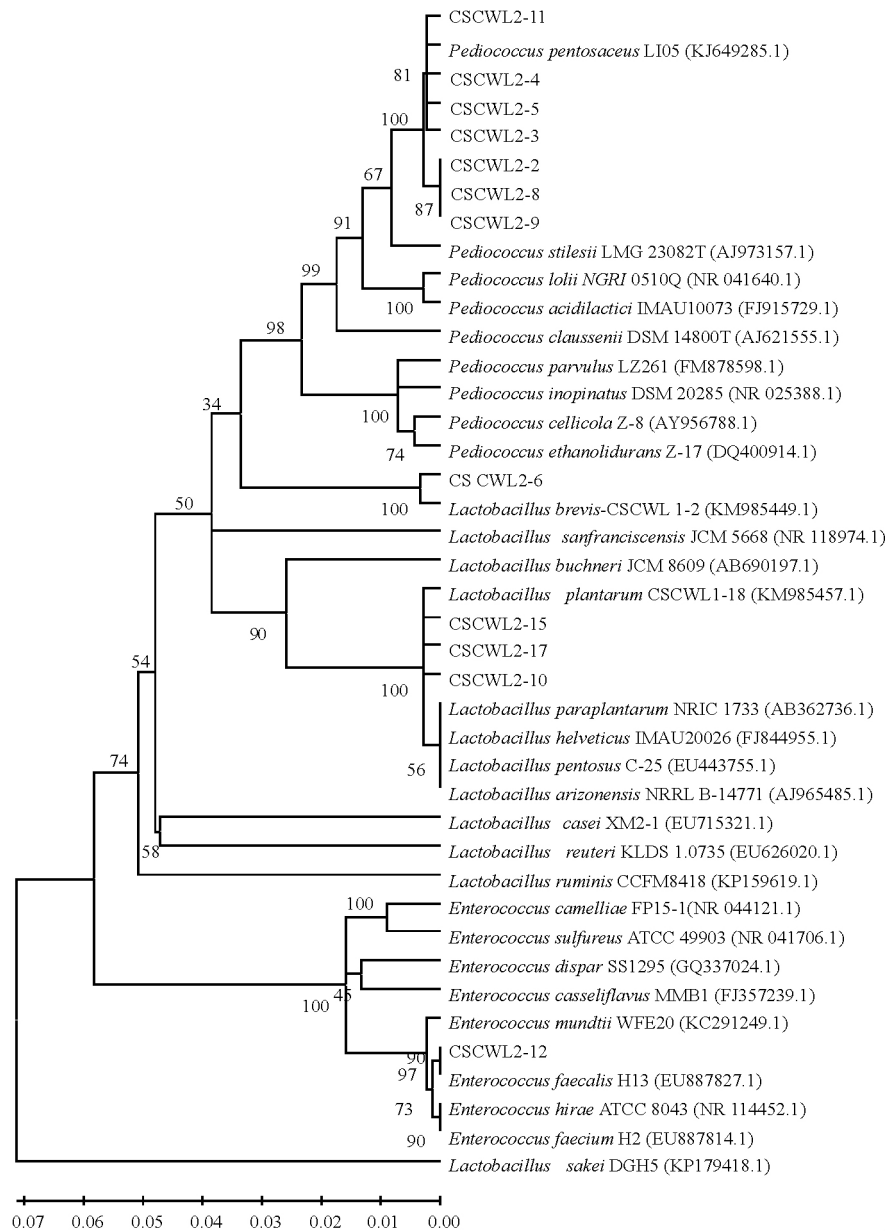 CSCWL2-11
Pediococcus pentosaceus LI05 (KJ649285.1)
81
CSCWL2-4
CSCWL2-5
100
CSCWL2-3
CSCWL2-2
67
CSCWL2-8
87
CSCWL2-9
91
Pediococcus stilesii LMG 23082T (AJ973157.1)
99
Pediococcus lolii NGRI 0510Q (NR 041640.1)
100
Pediococcus acidilactici IMAU10073 (FJ915729.1)
98
Pediococcus claussenii DSM 14800T (AJ621555.1)
Pediococcus parvulus LZ261 (FM878598.1)
Pediococcus inopinatus DSM 20285 (NR 025388.1)
34
100
Pediococcus cellicola Z-8 (AY956788.1)
74
Pediococcus ethanolidurans Z-17 (DQ400914.1)
CS CWL2-6
50
100
Lactobacillus brevis-CSCWL 1-2 (KM985449.1)
Lactobacillus sanfranciscensis JCM 5668 (NR 118974.1)
Lactobacillus buchneri JCM 8609 (AB690197.1)
Lactobacillus plantarum CSCWL1-18 (KM985457.1)
90
CSCWL2-15
CSCWL2-17
54
100
CSCWL2-10
Lactobacillus paraplantarum NRIC 1733 (AB362736.1)
Lactobacillus helveticus IMAU20026 (FJ844955.1)
74
56
Lactobacillus pentosus C-25 (EU443755.1)
Lactobacillus arizonensis NRRL B-14771 (AJ965485.1)
Lactobacillus casei XM2-1 (EU715321.1)
58
Lactobacillus reuteri KLDS 1.0735 (EU626020.1)
Lactobacillus ruminis CCFM8418 (KP159619.1)
100
Enterococcus camelliae FP15-1(NR 044121.1)
Enterococcus sulfureus ATCC 49903 (NR 041706.1)
Enterococcus dispar SS1295 (GQ337024.1)
45
Enterococcus casseliflavus MMB1 (FJ357239.1)
100
Enterococcus mundtii WFE20 (KC291249.1)
90
CSCWL2-12
97
Enterococcus faecalis H13 (EU887827.1)
73
Enterococcus hirae ATCC 8043 (NR 114452.1)
90
Enterococcus faecium H2 (EU887814.1)
Lactobacillus sakei DGH5 (KP179418.1)
0.07 0.06 0.05 0.04 0.03 0.02 0.01 0.00